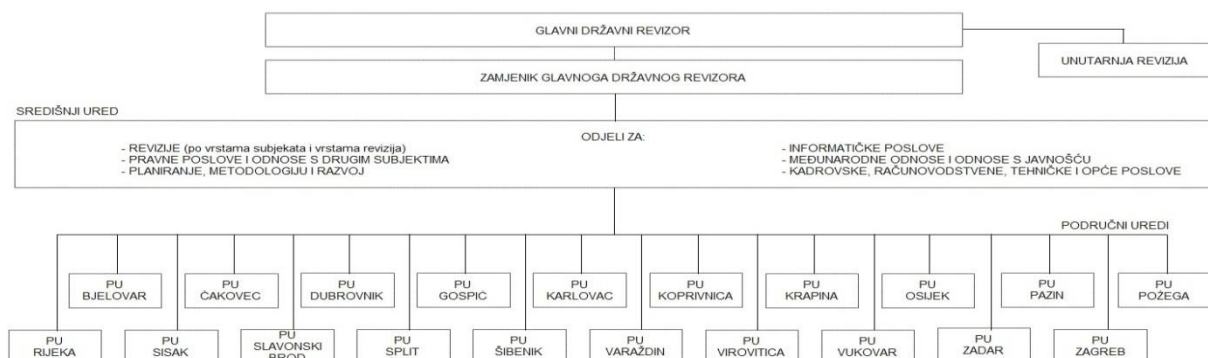 GLAVNI DRŽAVNI REVIZOR
UNUTARNJA REVIZIJA
ZAMJENIK GLAVNOGA DRŽAVNOG REVIZORA
SREDIŠNJI URED
ODJELI ZA:
- REVIZIJE (po vrstama subjekata i vrstama revizija)
- PRAVNE POSLOVE I ODNOSE S DRUGIM SUBJEKTIMA
- PLANIRANJE, METODOLOGIJU I RAZVOJ
- INFORMATIČKE POSLOVE
- MEĐUNARODNE ODNOSE I ODNOSE S JAVNOŠĆU
- KADROVSKE, RAČUNOVODSTVENE, TEHNIČKE I OPĆE POSLOVE
PODRUČNI UREDI
PU
BJELOVAR
PU
ČAKOVEC
PU
DUBROVNIK
PU
GOSPIĆ
PU
KARLOVAC
PU
KOPRIVNICA
PU
KRAPINA
PU
OSIJEK
PU
PAZIN
PU
POŽEGA
PU
RIJEKA
PU
SISAK
PU
SLAVONSKI
BROD
PU
SPLIT
PU
ŠIBENIK
PU
VARAŽDIN
PU
VIROVITICA
PU
VUKOVAR
PU
ZADAR
PU
ZAGREB